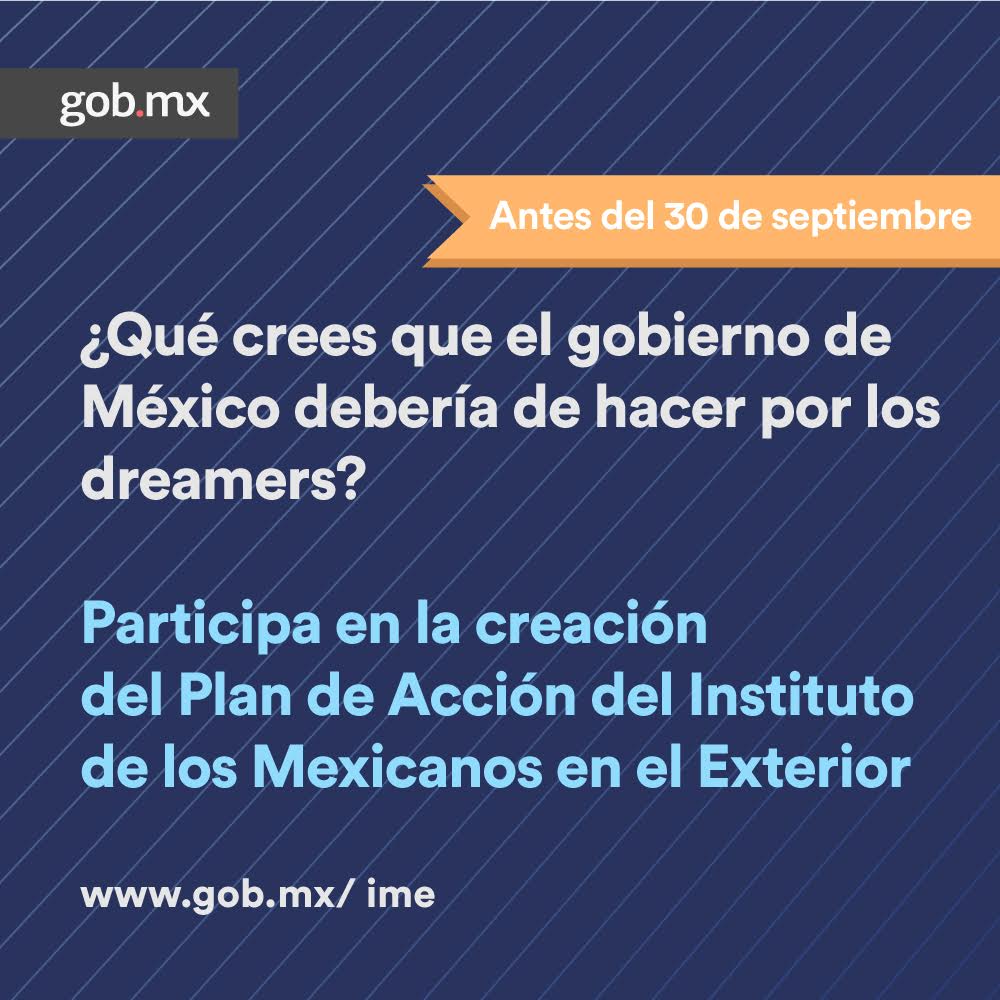 gob.mx
Antes del 30 de septiembre
¿Qué crees que el gobierno de
México debería de hacer por los
dreamers?
Participa en la creación
del Plan de Acción del Instituto
de los Mexicanos en el Exterior
www.gob.mx/ ime